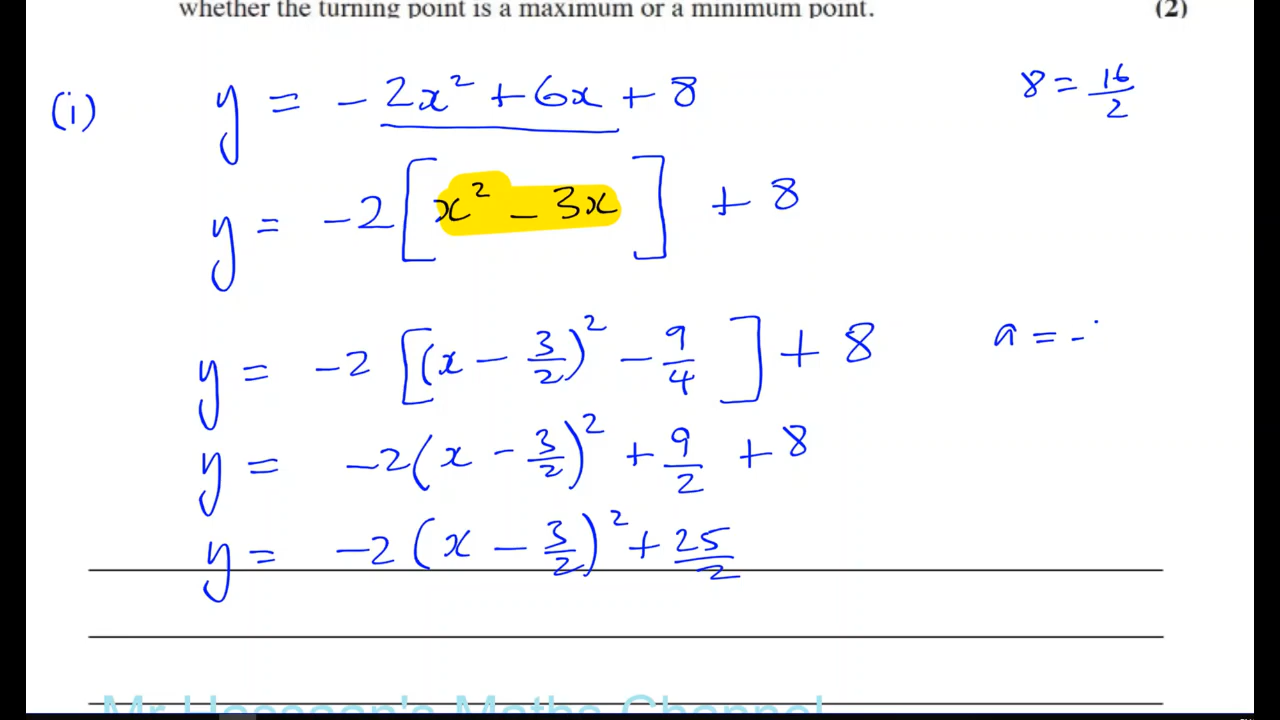 whether the turning point is a maximum or a minimum point. (2)
(i) y = -2x² + 6x + 8
8 = 16/2
y = -2[x² - 3x] + 8
y = -2[(x - 3/2)² - 9/4] + 8
a = -
y = -2(x - 3/2)² + 9/2 + 8
y = -2(x - 3/2)² + 25/2